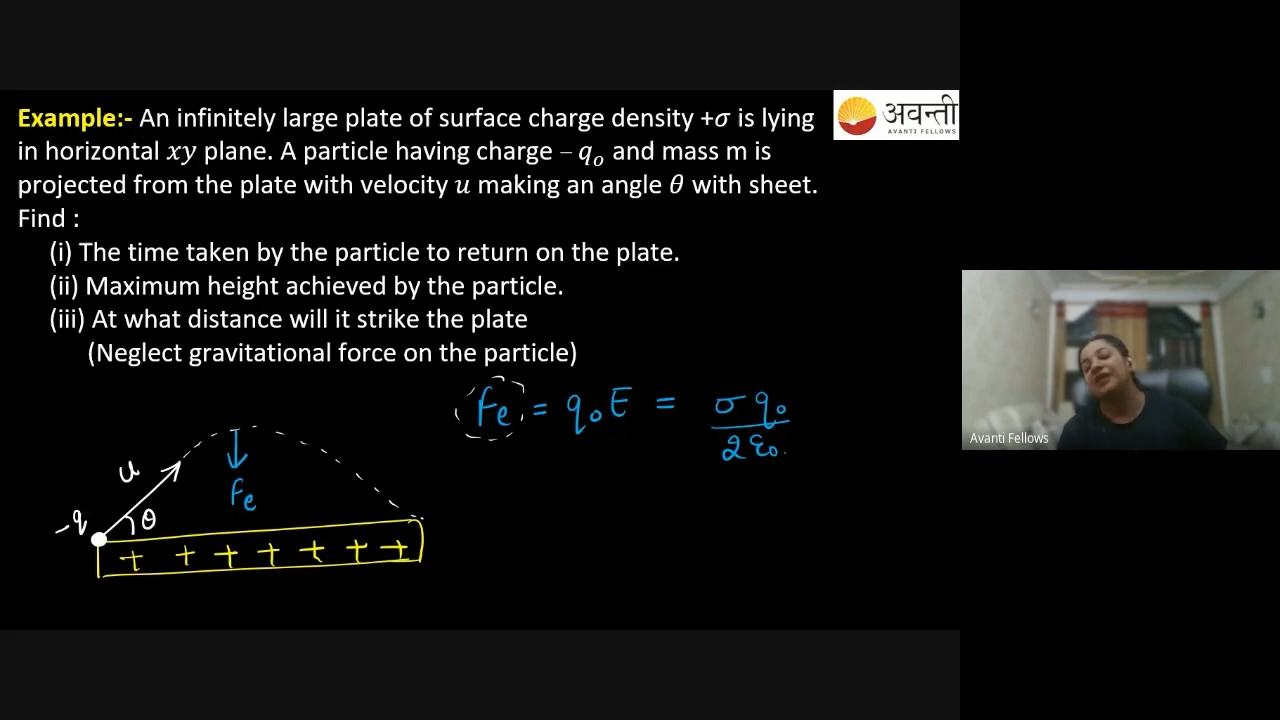 Example:- An infinitely large plate of surface charge density +σ is lying
in horizontal xy plane. A particle having charge – qₒ and mass m is
projected from the plate with velocity u making an angle θ with sheet.
Find :
(i) The time taken by the particle to return on the plate.
(ii) Maximum height achieved by the particle.
(iii) At what distance will it strike the plate
(Neglect gravitational force on the particle)
अवन्ती
AVANTI FELLOWS
Fe = q₀E = σq₀/2ε₀.
u
Fe
-q
θ
+ + + + + + +
Avanti Fellows